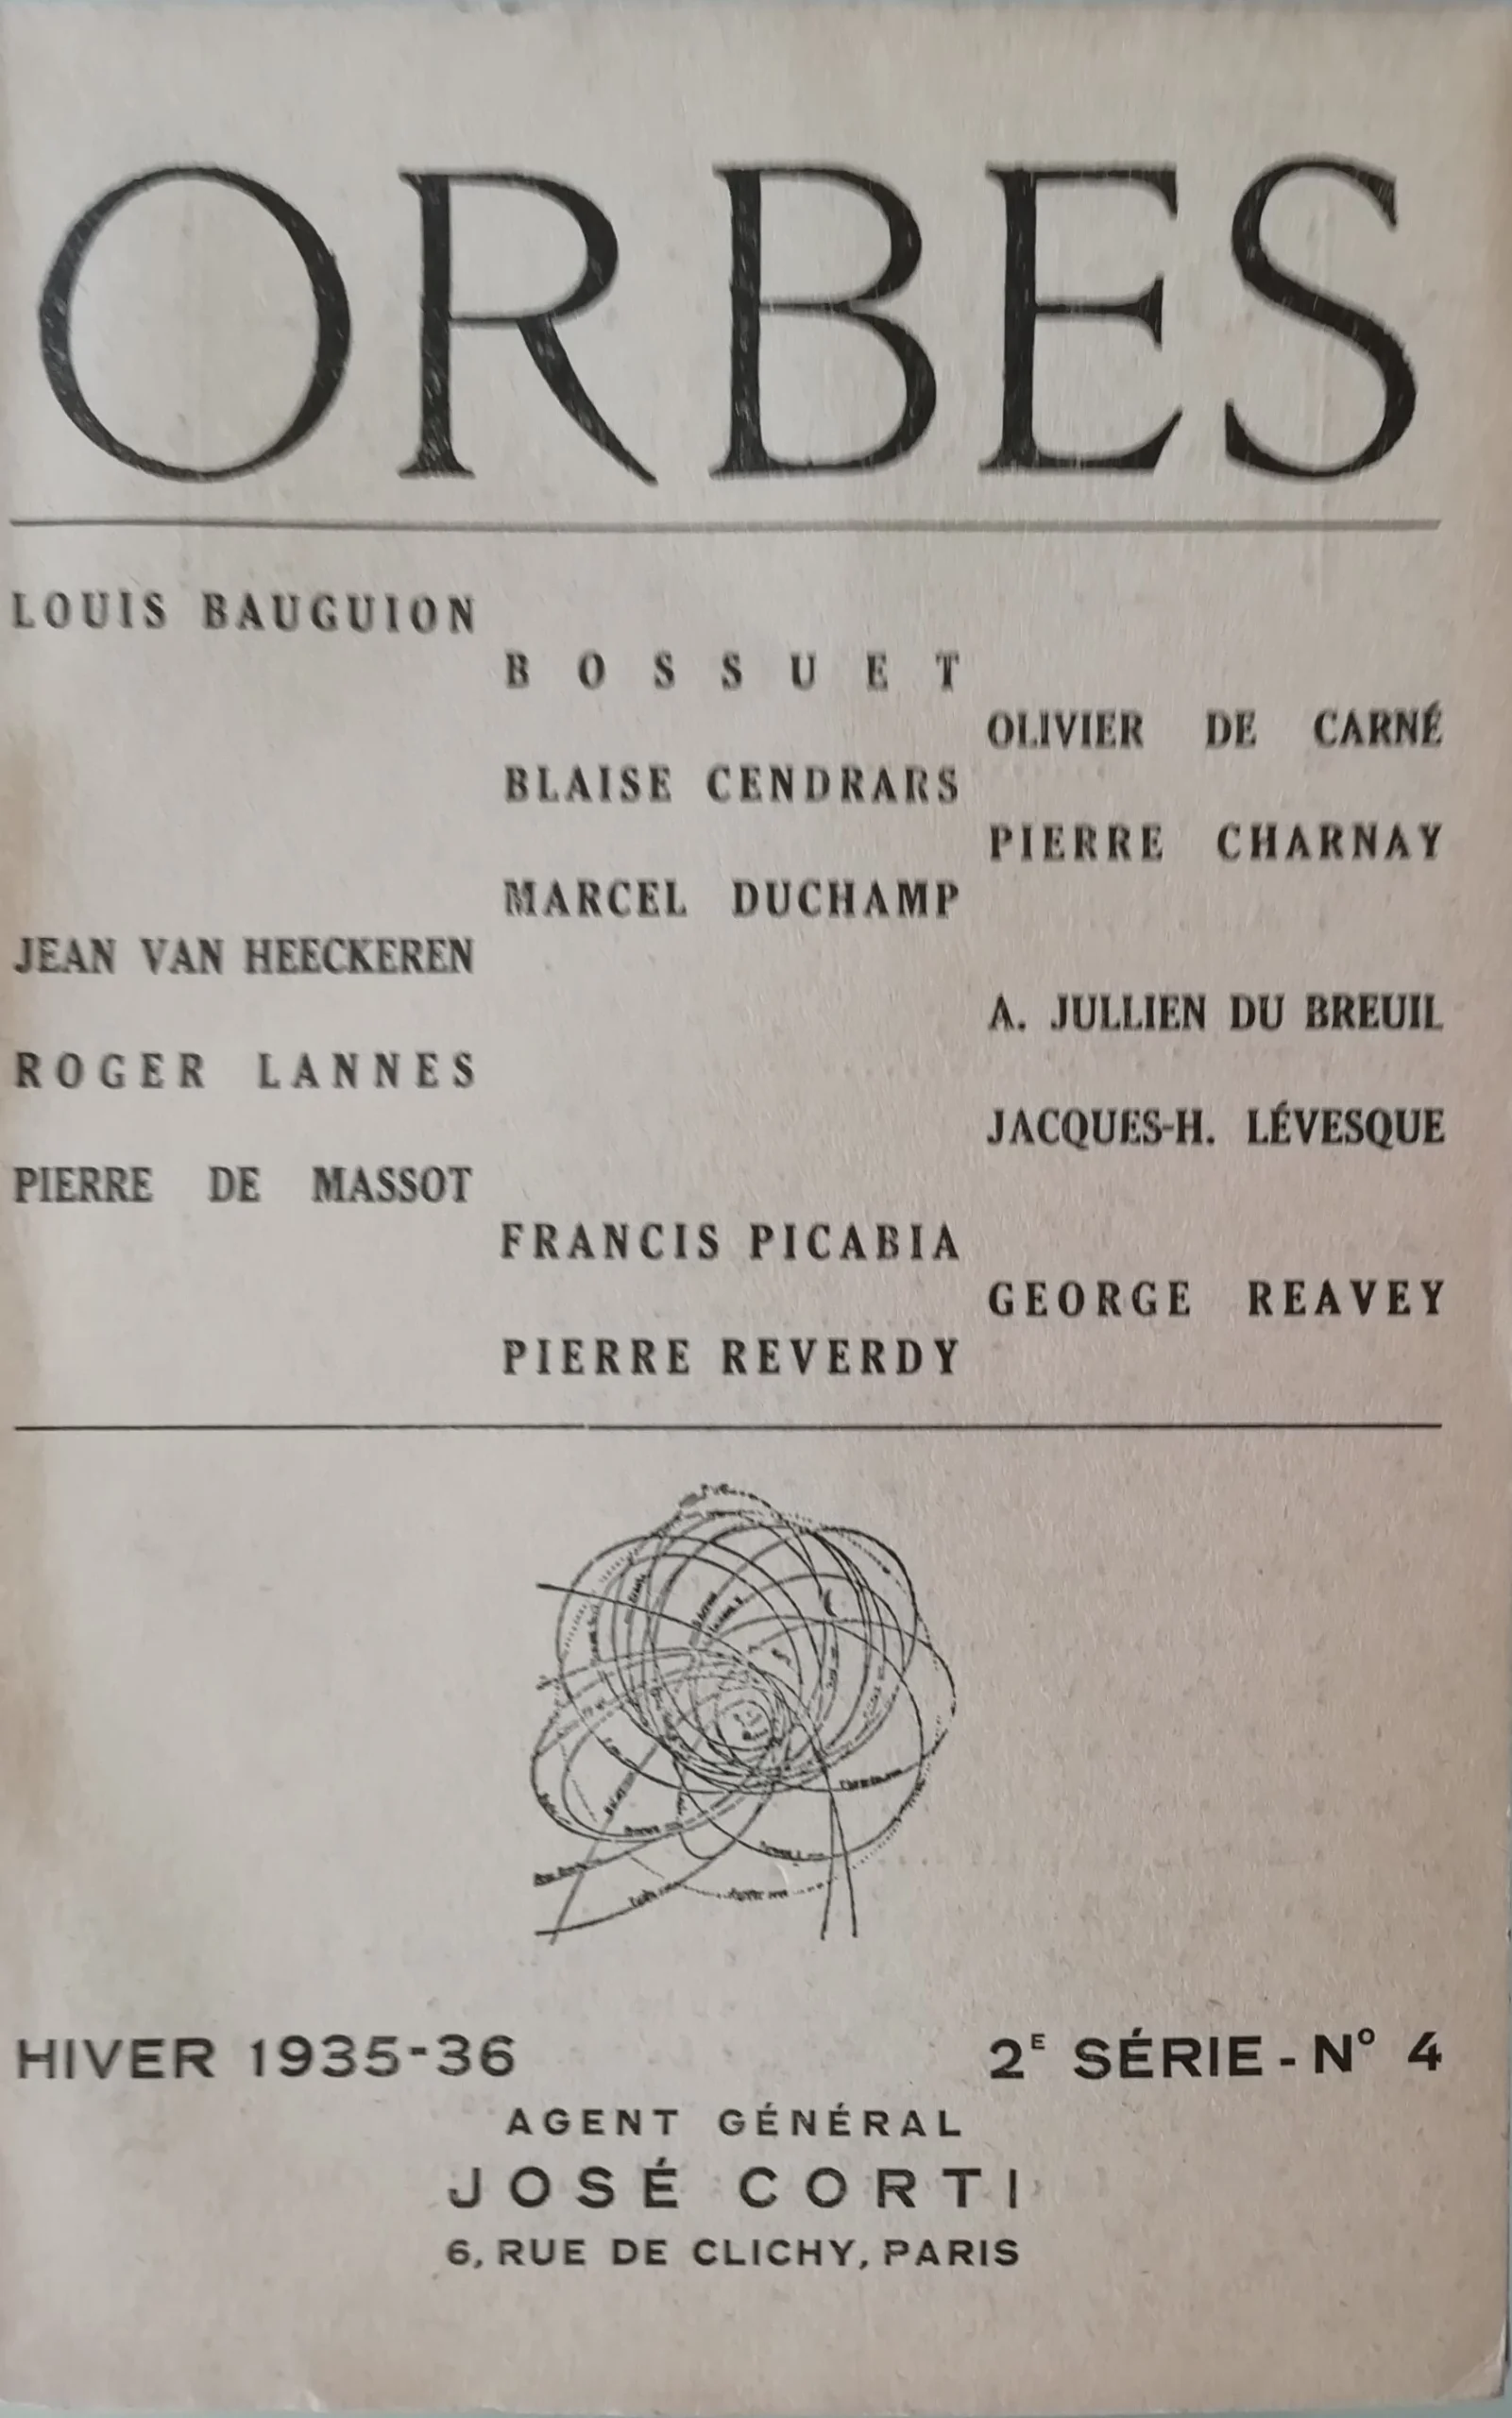 ORBES
LOUIS BAUGUION
BOSSUET
OLIVIER DE CARNÉ
BLAISE CENDRARS
PIERRE CHARNAY
MARCEL DUCHAMP
JEAN VAN HEECKEREN
A. JULLIEN DU BREUIL
ROGER LANNES
JACQUES-H. LÉVESQUE
PIERRE DE MASSOT
FRANCIS PICABIA
GEORGE REAVEY
PIERRE REVERDY
HIVER 1935-36
2E SÉRIE - N° 4
AGENT GÉNÉRAL
JOSÉ CORTI
6, RUE DE CLICHY, PARIS